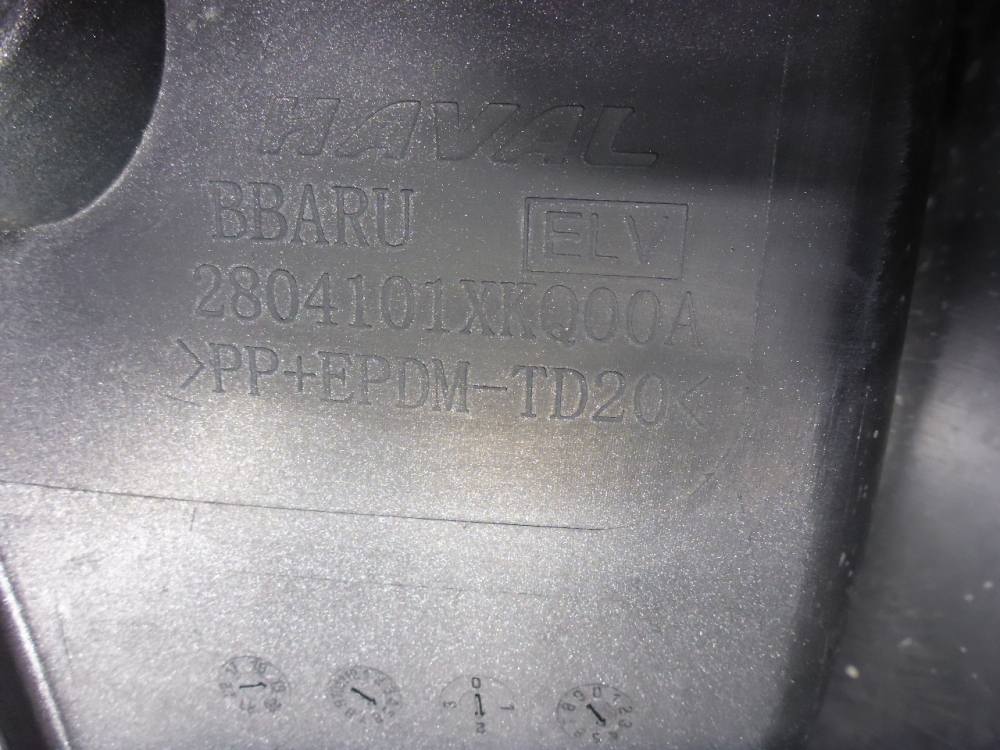 HAVAL
BBARU ELV
2804101XKQ00A
>PP+EPDM-TD20<